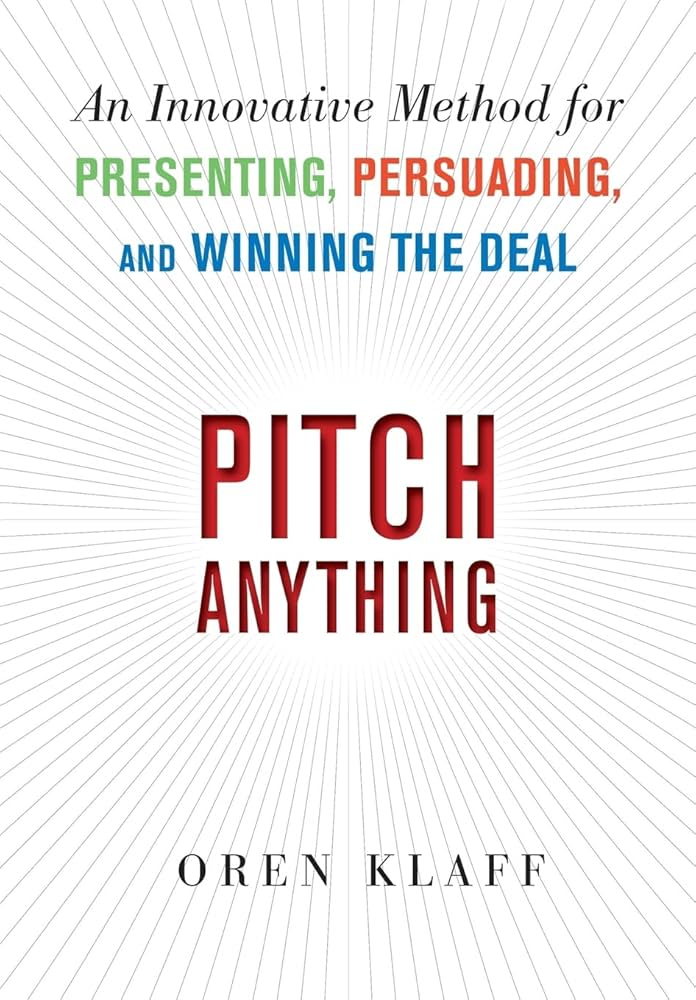 An Innovative Method for
PRESENTING, PERSUADING,
AND WINNING THE DEAL
PITCH
ANYTHING
OREN KLAFF